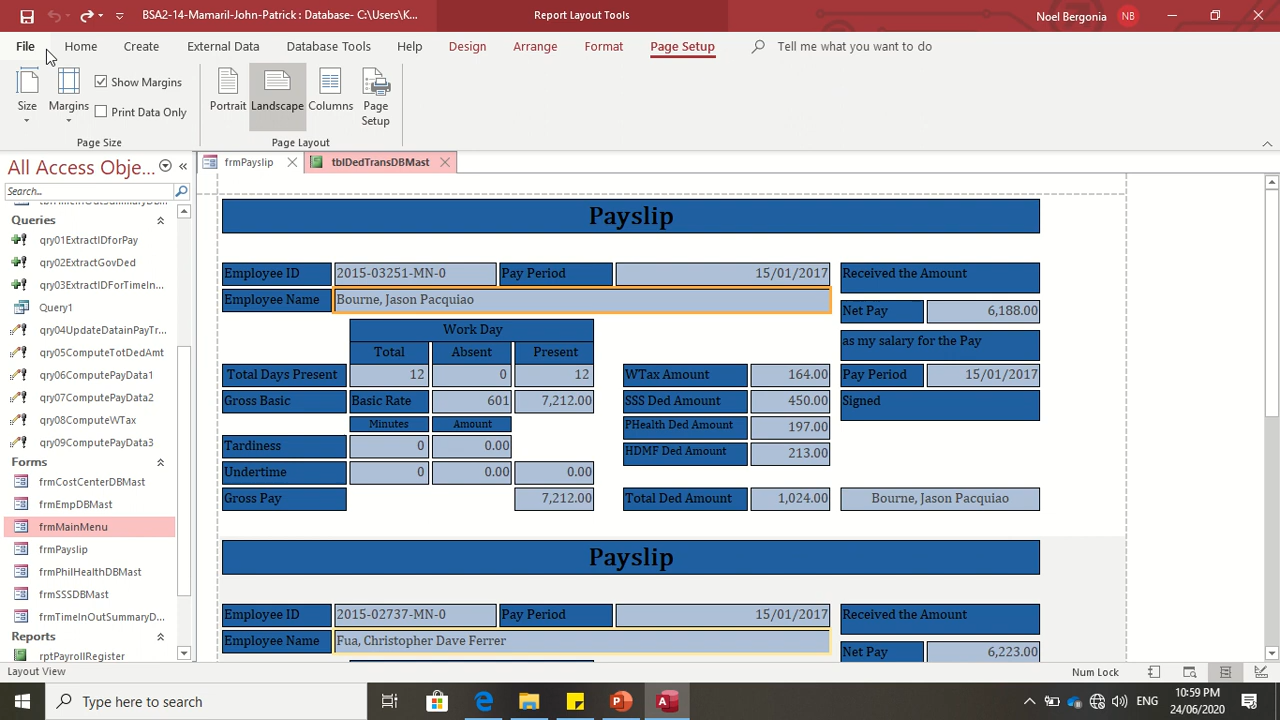 BSA2-14-Mamaril-John-Patrick : Database- C:\Users\K...
Report Layout Tools
Noel Bergonia
NB
File
Home
Create
External Data
Database Tools
Help
Design
Arrange
Format
Page Setup
Tell me what you want to do
Size
Margins
Show Margins
Print Data Only
Page Size
Portrait
Landscape
Columns
Page Setup
Page Layout
All Access Obje...
Search...
Queries
qry01ExtractIDforPay
qry02ExtractGovDed
qry03ExtractIDForTimeIn...
Query1
qry04UpdateDatainPayTr...
qry05ComputeTotDedAmt
qry06ComputePayData1
qry07ComputePayData2
qry08ComputeWTax
qry09ComputePayData3
Forms
frmCostCenterDBMast
frmEmpDBMast
frmMainMenu
frmPayslip
frmPhilHealthDBMast
frmSSSDBMast
frmTimeInOutSummaryD...
Reports
rptPayrollRegister
frmPayslip
tblDedTransDBMast
Payslip
Employee ID 2015-03251-MN-0 Pay Period 15/01/2017 Received the Amount
Employee Name Bourne, Jason Pacquiao
Net Pay 6,188.00
Work Day
as my salary for the Pay
Total Absent Present
Total Days Present 12 0 12 WTax Amount 164.00 Pay Period 15/01/2017
Gross Basic Basic Rate 601 7,212.00 SSS Ded Amount 450.00 Signed
Minutes Amount PHealth Ded Amount 197.00
Tardiness 0 0.00 HDMF Ded Amount 213.00
Undertime 0 0.00 0.00
Gross Pay 7,212.00 Total Ded Amount 1,024.00 Bourne, Jason Pacquiao
Payslip
Employee ID 2015-02737-MN-0 Pay Period 15/01/2017 Received the Amount
Employee Name Fua, Christopher Dave Ferrer
Net Pay 6,223.00
Layout View
Num Lock
Type here to search
ENG
10:59 PM
24/06/2020